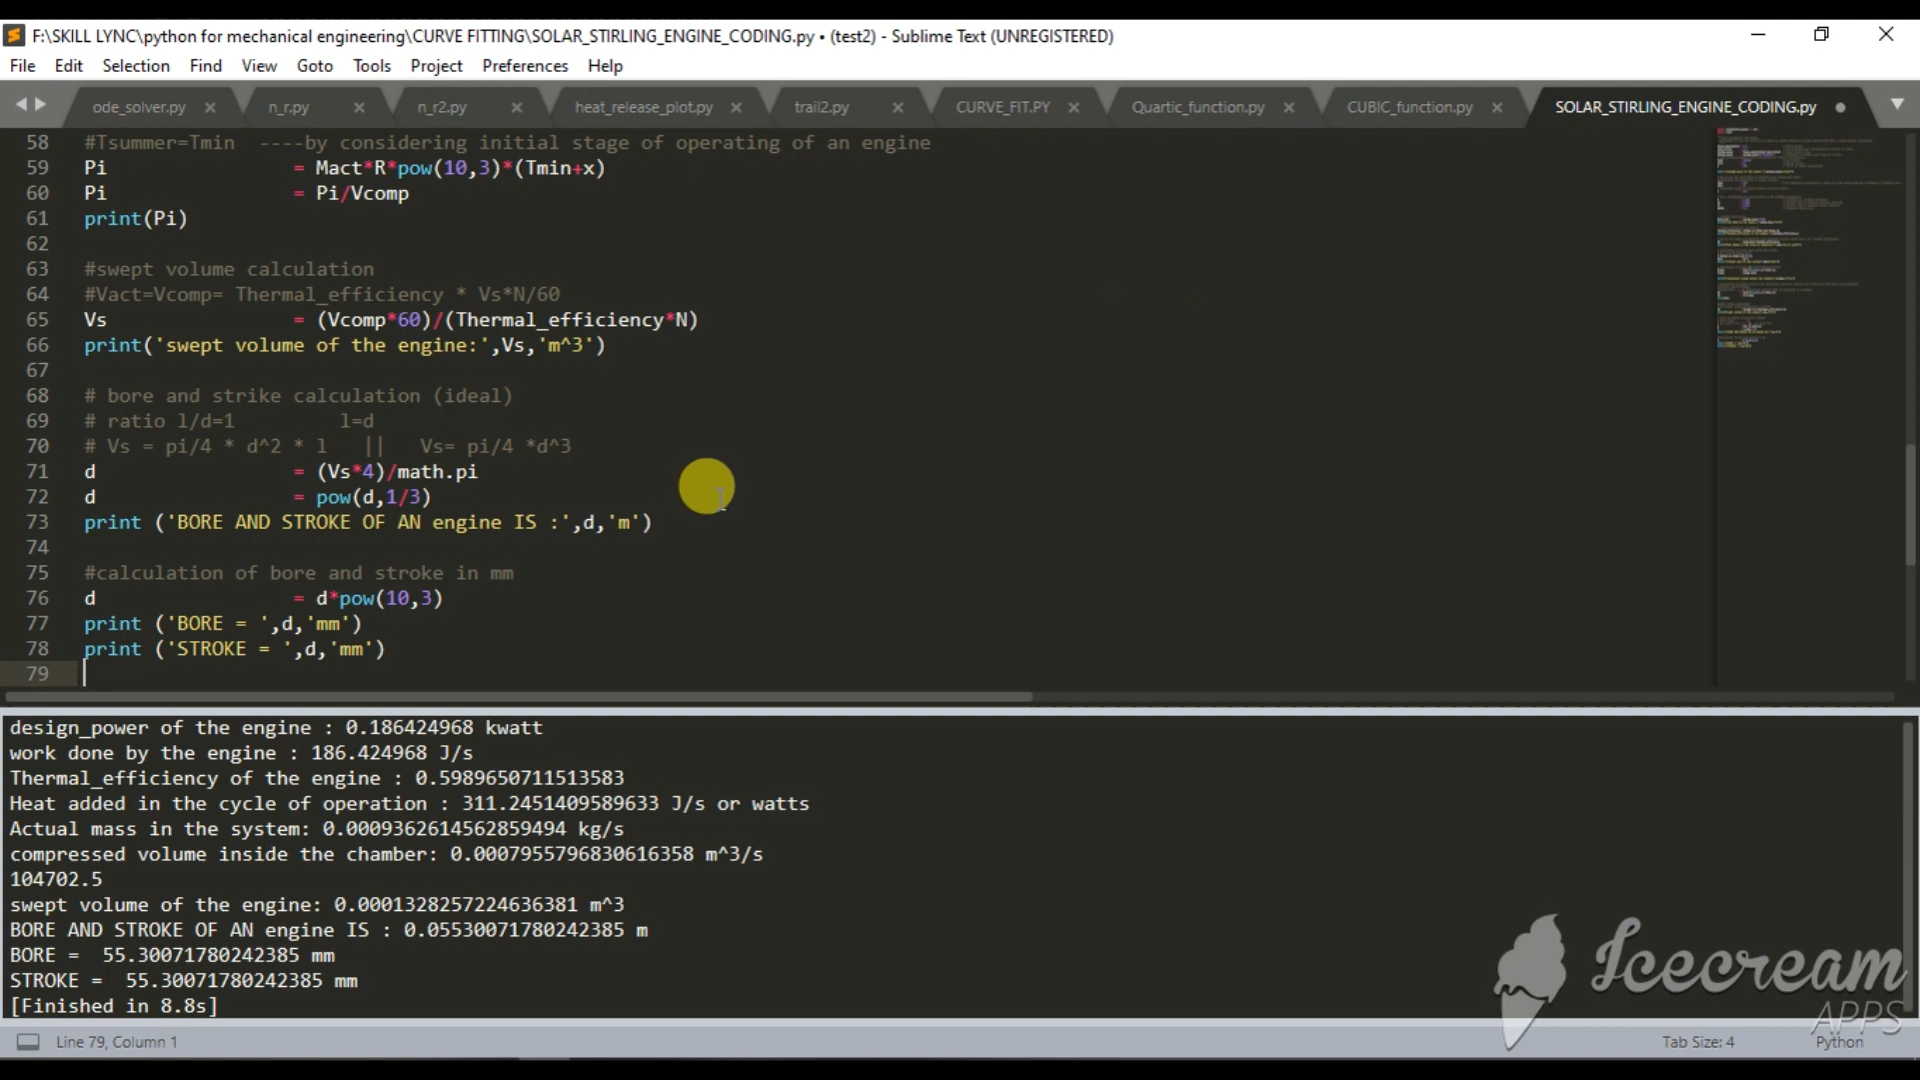 F:\SKILL LYNC\python for mechanical engineering\CURVE FITTING\SOLAR_STIRLING_ENGINE_CODING.py • (test2) - Sublime Text (UNREGISTERED)
File Edit Selection Find View Goto Tools Project Preferences Help
ode_solver.py n_r.py n_r2.py heat_release_plot.py trail2.py CURVE_FIT.PY Quartic_function.py CUBIC_function.py SOLAR_STIRLING_ENGINE_CODING.py
58 #Tsummer=Tmin ----by considering initial stage of operating of an engine
59 Pi = Mact*R*pow(10,3)*(Tmin+x)
60 Pi = Pi/Vcomp
61 print(Pi)
62
63 #swept volume calculation
64 #Vact=Vcomp= Thermal_efficiency * Vs*N/60
65 Vs = (Vcomp*60)/(Thermal_efficiency*N)
66 print('swept volume of the engine:',Vs,'m^3')
67
68 # bore and strike calculation (ideal)
69 # ratio l/d=1 l=d
70 # Vs = pi/4 * d^2 * l || Vs= pi/4 *d^3
71 d = (Vs*4)/math.pi
72 d = pow(d,1/3)
73 print ('BORE AND STROKE OF AN engine IS :',d,'m')
74
75 #calculation of bore and stroke in mm
76 d = d*pow(10,3)
77 print ('BORE = ',d,'mm')
78 print ('STROKE = ',d,'mm')
79
design_power of the engine : 0.186424968 kwatt
work done by the engine : 186.424968 J/s
Thermal_efficiency of the engine : 0.5989650711513583
Heat added in the cycle of operation : 311.2451409589633 J/s or watts
Actual mass in the system: 0.0009362614562859494 kg/s
compressed volume inside the chamber: 0.0007955796830616358 m^3/s
104702.5
swept volume of the engine: 0.0001328257224636381 m^3
BORE AND STROKE OF AN engine IS : 0.05530071780242385 m
BORE =  55.30071780242385 mm
STROKE =  55.30071780242385 mm
[Finished in 8.8s]
Icecream
APPS
Line 79, Column 1 Tab Size: 4 Python